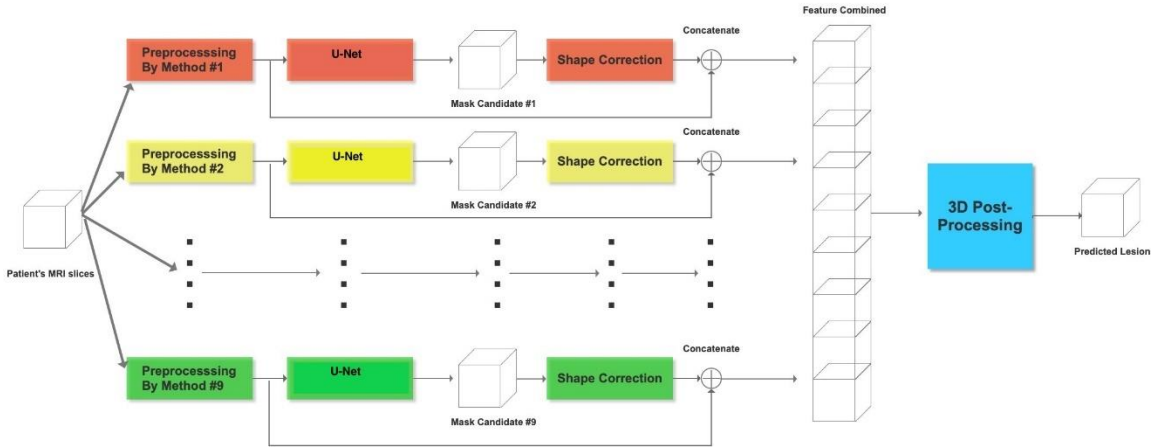 Feature Combined
Concatenate
Preprocesssing
By Method #1
U-Net
Shape Correction
Mask Candidate #1
Concatenate
Preprocesssing
By Method #2
U-Net
Shape Correction
Mask Candidate #2
3D Post-
Processing
Patient's MRI slices
Predicted Lesion
Concatenate
Preprocesssing
By Method #9
U-Net
Shape Correction
Mask Candidate #9